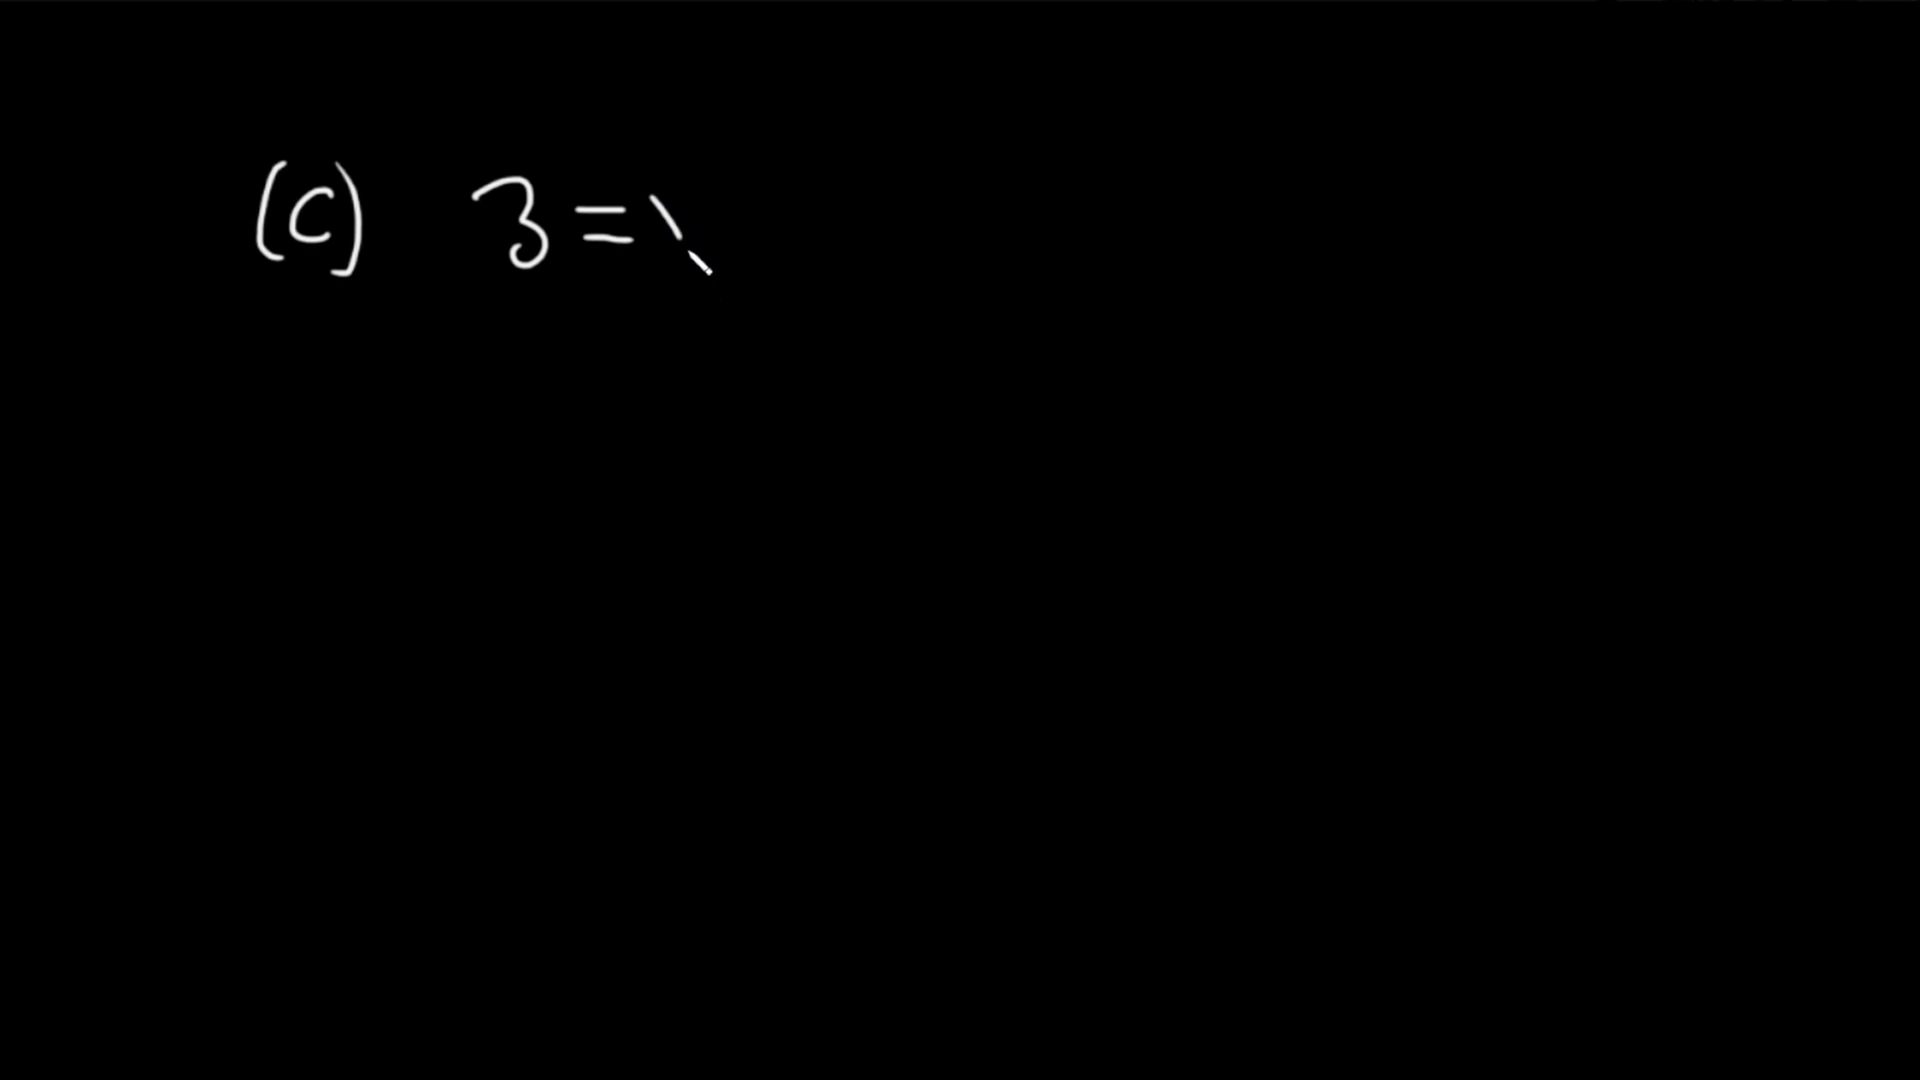 (c) 3 = \